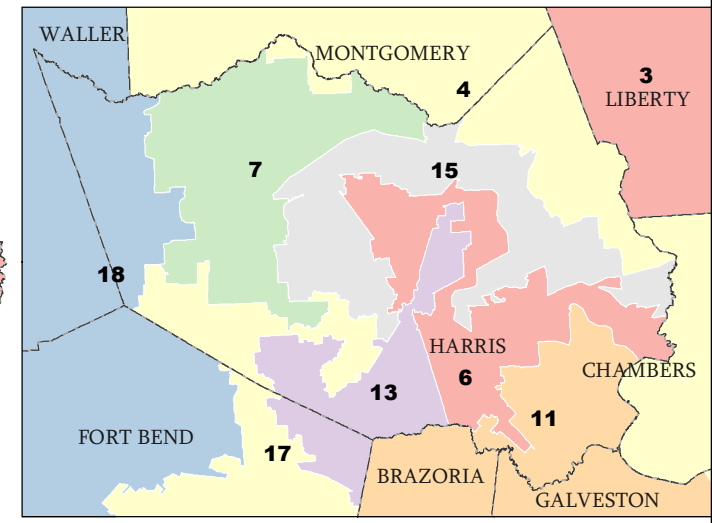 WALLER
MONTGOMERY
3
4
LIBERTY
7
15
18
HARRIS
CHAMBERS
6
13
11
FORT BEND
17
BRAZORIA
GALVESTON